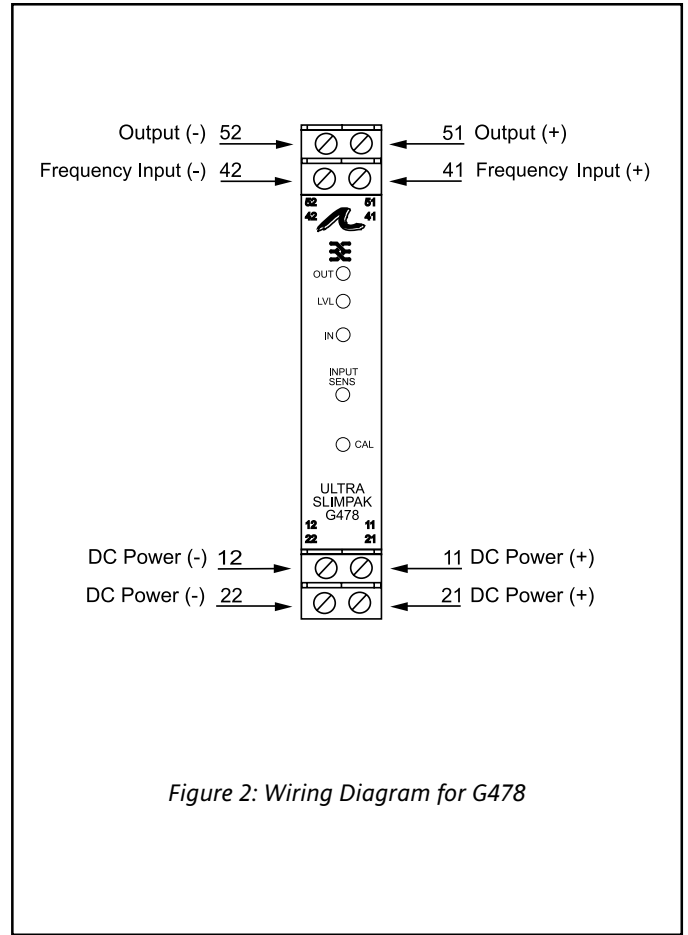 Output (-) 52 51 Output (+)
Frequency Input (-) 42 41 Frequency Input (+)
52 51
42 41
OUT
LVL
IN
INPUT
SENS
CAL
ULTRA
SLIMPAK
G478
12 11
22 21
DC Power (-) 12 11 DC Power (+)
DC Power (-) 22 21 DC Power (+)
Figure 2: Wiring Diagram for G478